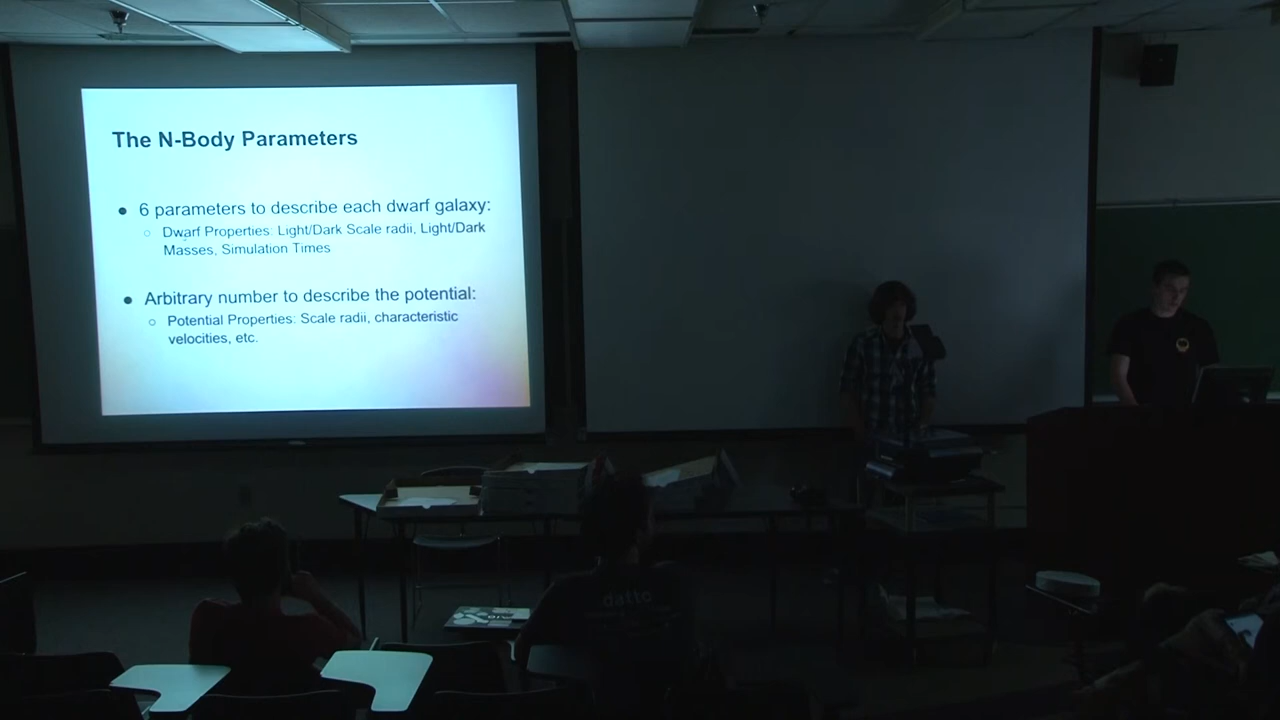 The N-Body Parameters
● 6 parameters to describe each dwarf galaxy:
○ Dwarf Properties: Light/Dark Scale radii, Light/Dark
Masses, Simulation Times
● Arbitrary number to describe the potential:
○ Potential Properties: Scale radii, characteristic
velocities, etc.
datto